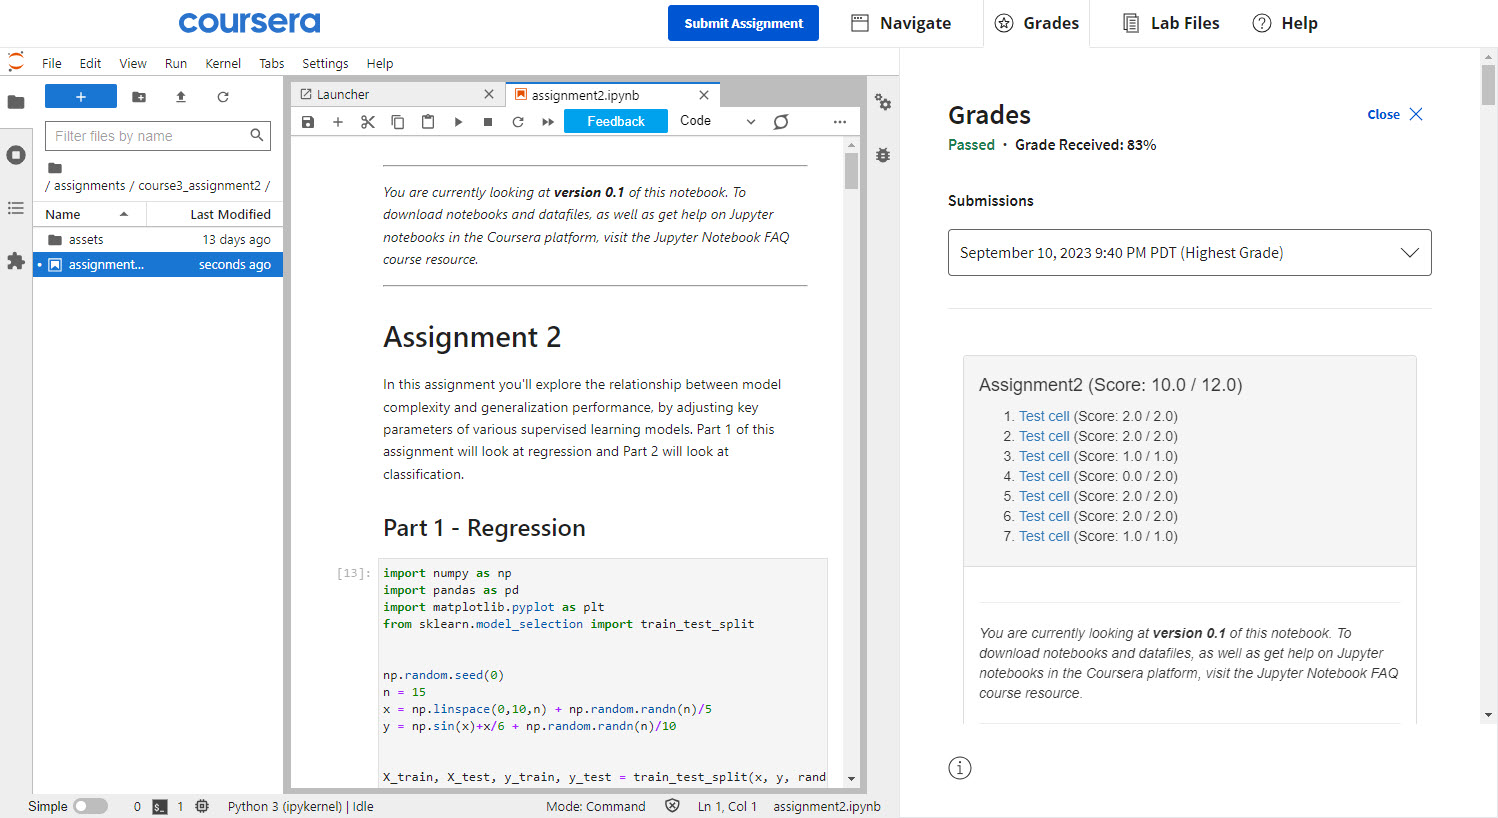 coursera
Submit Assignment
Navigate
Grades
Lab Files
Help
File Edit View Run Kernel Tabs Settings Help
+
Filter files by name
/ assignments / course3_assignment2 /
Name Last Modified
assets 13 days ago
assignment... seconds ago
Launcher
assignment2.ipynb
Feedback
Code
You are currently looking at version 0.1 of this notebook. To
download notebooks and datafiles, as well as get help on Jupyter
notebooks in the Coursera platform, visit the Jupyter Notebook FAQ
course resource.
Assignment 2
In this assignment you'll explore the relationship between model
complexity and generalization performance, by adjusting key
parameters of various supervised learning models. Part 1 of this
assignment will look at regression and Part 2 will look at
classification.
Part 1 - Regression
[13]:
import numpy as np
import pandas as pd
import matplotlib.pyplot as plt
from sklearn.model_selection import train_test_split
np.random.seed(0)
n = 15
x = np.linspace(0,10,n) + np.random.randn(n)/5
y = np.sin(x)+x/6 + np.random.randn(n)/10
X_train, X_test, y_train, y_test = train_test_split(x, y, rand
Simple 0 $_ 1 Python 3 (ipykernel) | Idle Mode: Command Ln 1, Col 1 assignment2.ipynb
Grades
Close
Passed • Grade Received: 83%
Submissions
September 10, 2023 9:40 PM PDT (Highest Grade)
Assignment2 (Score: 10.0 / 12.0)
1. Test cell (Score: 2.0 / 2.0)
2. Test cell (Score: 2.0 / 2.0)
3. Test cell (Score: 1.0 / 1.0)
4. Test cell (Score: 0.0 / 2.0)
5. Test cell (Score: 2.0 / 2.0)
6. Test cell (Score: 2.0 / 2.0)
7. Test cell (Score: 1.0 / 1.0)
You are currently looking at version 0.1 of this notebook. To
download notebooks and datafiles, as well as get help on Jupyter
notebooks in the Coursera platform, visit the Jupyter Notebook FAQ
course resource.